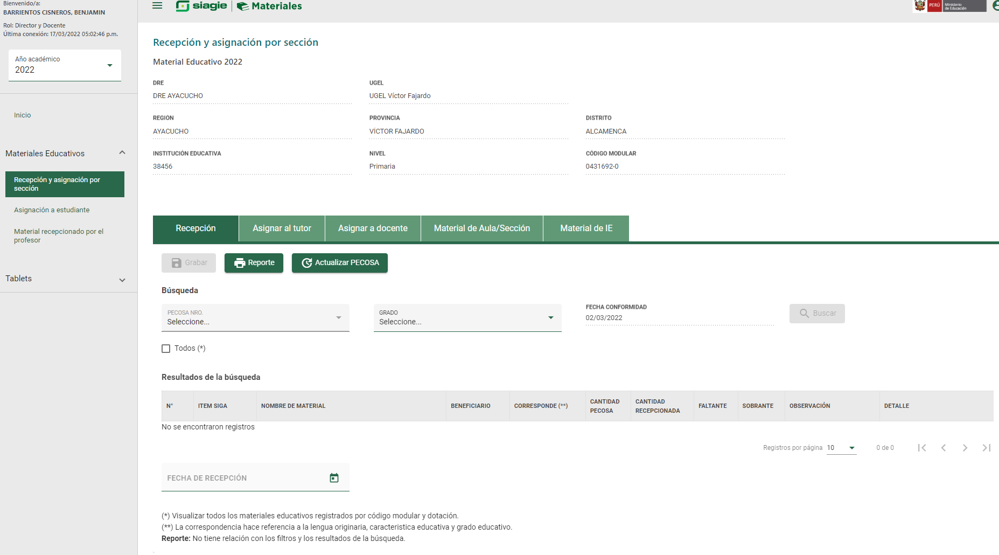 Bienvenido/a:
BARRIENTOS CISNEROS, BENJAMIN
Rol: Director y Docente
Última conexión: 17/03/2022 05:02:46 p.m.
Año académico
2022
Inicio
Materiales Educativos
Recepción y asignación por
sección
Asignación a estudiante
Material recepcionado por el
profesor
Tablets
siagie Materiales
PERÚ Ministerio
de Educación
Recepción y asignación por sección
Material Educativo 2022
DRE UGEL
DRE AYACUCHO UGEL Víctor Fajardo
REGIÓN PROVINCIA DISTRITO
AYACUCHO VÍCTOR FAJARDO ALCAMENCA
INSTITUCIÓN EDUCATIVA NIVEL CÓDIGO MODULAR
38456 Primaria 0431692-0
Recepción Asignar al tutor Asignar a docente Material de Aula/Sección Material de IE
Grabar Reporte Actualizar PECOSA
Búsqueda
PECOSA NRO. GRADO FECHA CONFORMIDAD
Seleccione... Seleccione... 02/03/2022 Buscar
Todos (*)
Resultados de la búsqueda
N° ITEM SIGA NOMBRE DE MATERIAL BENEFICIARIO CORRESPONDE (**) CANTIDAD PECOSA CANTIDAD RECEPCIONADA FALTANTE SOBRANTE OBSERVACIÓN DETALLE
No se encontraron registros
Registros por página 10 0 de 0
FECHA DE RECEPCIÓN
(*) Visualizar todos los materiales educativos registrados por código modular y dotación.
(**) La correspondencia hace referencia a la lengua originaria, caracteristica educativa y grado educativo.
Reporte: No tiene relación con los filtros y los resultados de la búsqueda.